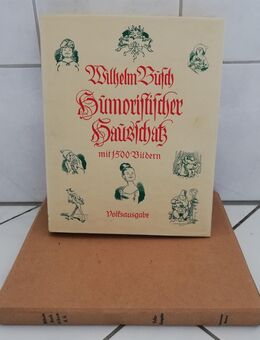 Wilhelm Busch
Humoristischer
Hausschatz
mit 1500 Bildern
Volksausgabe